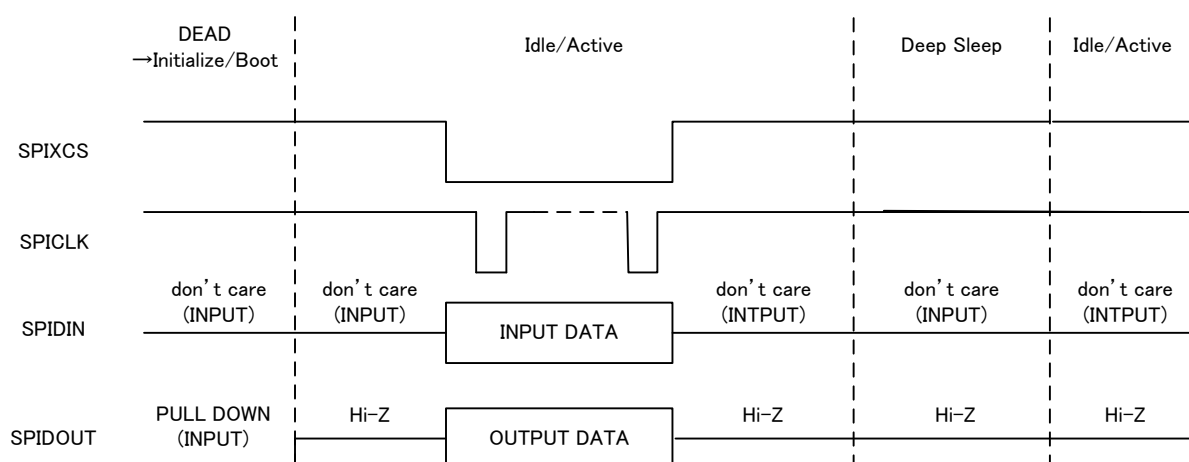 DEAD
→Initialize/Boot
Idle/Active
Deep Sleep
Idle/Active
SPIXCS
SPICLK
don't care
(INPUT)
don't care
(INPUT)
don't care
(INTPUT)
don't care
(INPUT)
don't care
(INTPUT)
SPIDIN
INPUT DATA
PULL DOWN
(INPUT)
Hi-Z
Hi-Z
Hi-Z
Hi-Z
SPIDOUT
OUTPUT DATA